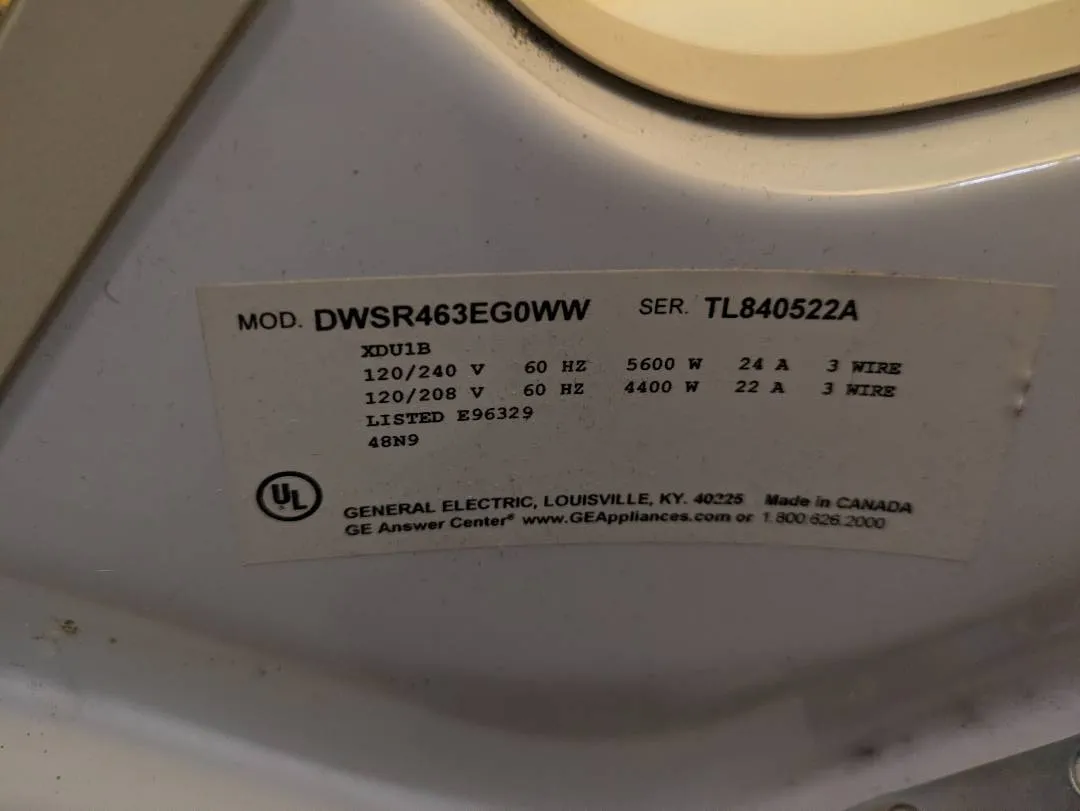 MOD. DWSR463EG0WW SER. TL840522A
XDU1B
120/240 V 60 HZ 5600 W 24 A 3 WIRE
120/208 V 60 HZ 4400 W 22 A 3 WIRE
LISTED E96329
48N9
UL
GENERAL ELECTRIC, LOUISVILLE, KY. 40225 Made in CANADA
GE Answer Center® www.GEAppliances.com or 1.800.626.2000